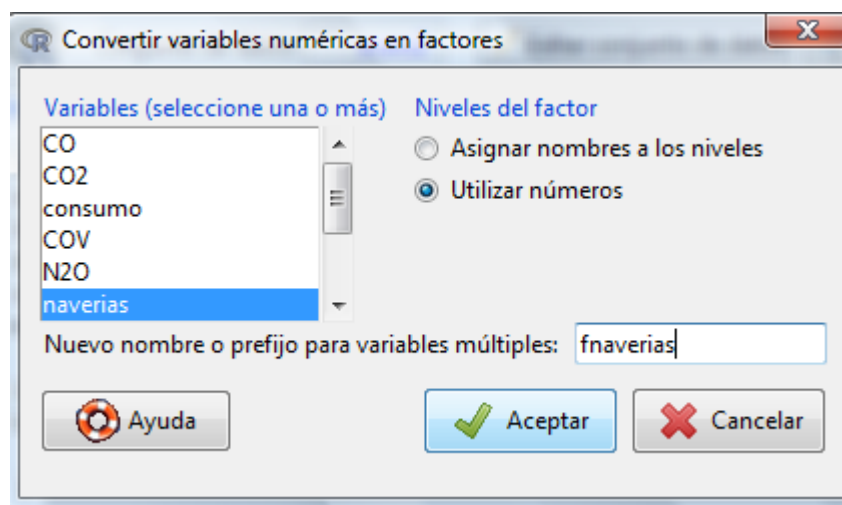 Convertir variables numéricas en factores
Variables (seleccione una o más)
CO
CO2
consumo
COV
N2O
naverias
Niveles del factor
Asignar nombres a los niveles
Utilizar números
Nuevo nombre o prefijo para variables múltiples: fnaverias
Ayuda
Aceptar
Cancelar